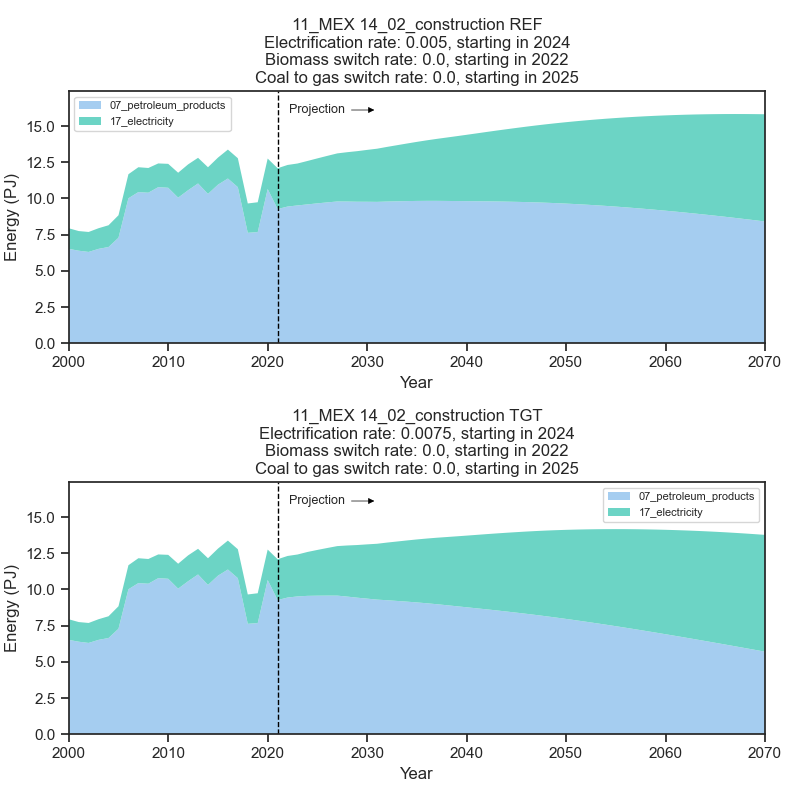 11_MEX 14_02_construction REF
Electrification rate: 0.005, starting in 2024
Biomass switch rate: 0.0, starting in 2022
Coal to gas switch rate: 0.0, starting in 2025
07_petroleum_products
17_electricity
Projection
Energy (PJ)
15.0
12.5
10.0
7.5
5.0
2.5
0.0
2000 2010 2020 2030 2040 2050 2060 2070
Year
11_MEX 14_02_construction TGT
Electrification rate: 0.0075, starting in 2024
Biomass switch rate: 0.0, starting in 2022
Coal to gas switch rate: 0.0, starting in 2025
Projection
07_petroleum_products
17_electricity
Energy (PJ)
15.0
12.5
10.0
7.5
5.0
2.5
0.0
2000 2010 2020 2030 2040 2050 2060 2070
Year